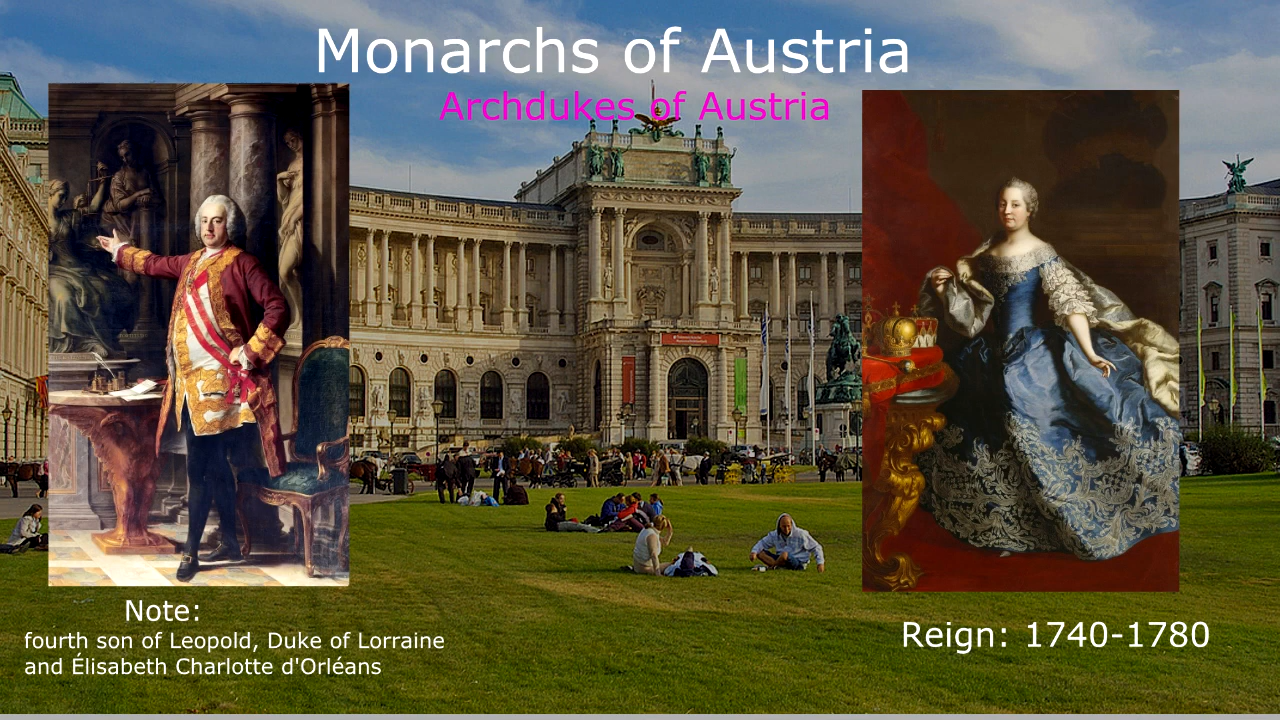 Monarchs of Austria
Archdukes of Austria
Note:
fourth son of Leopold, Duke of Lorraine
and Élisabeth Charlotte d'Orléans
Reign: 1740-1780